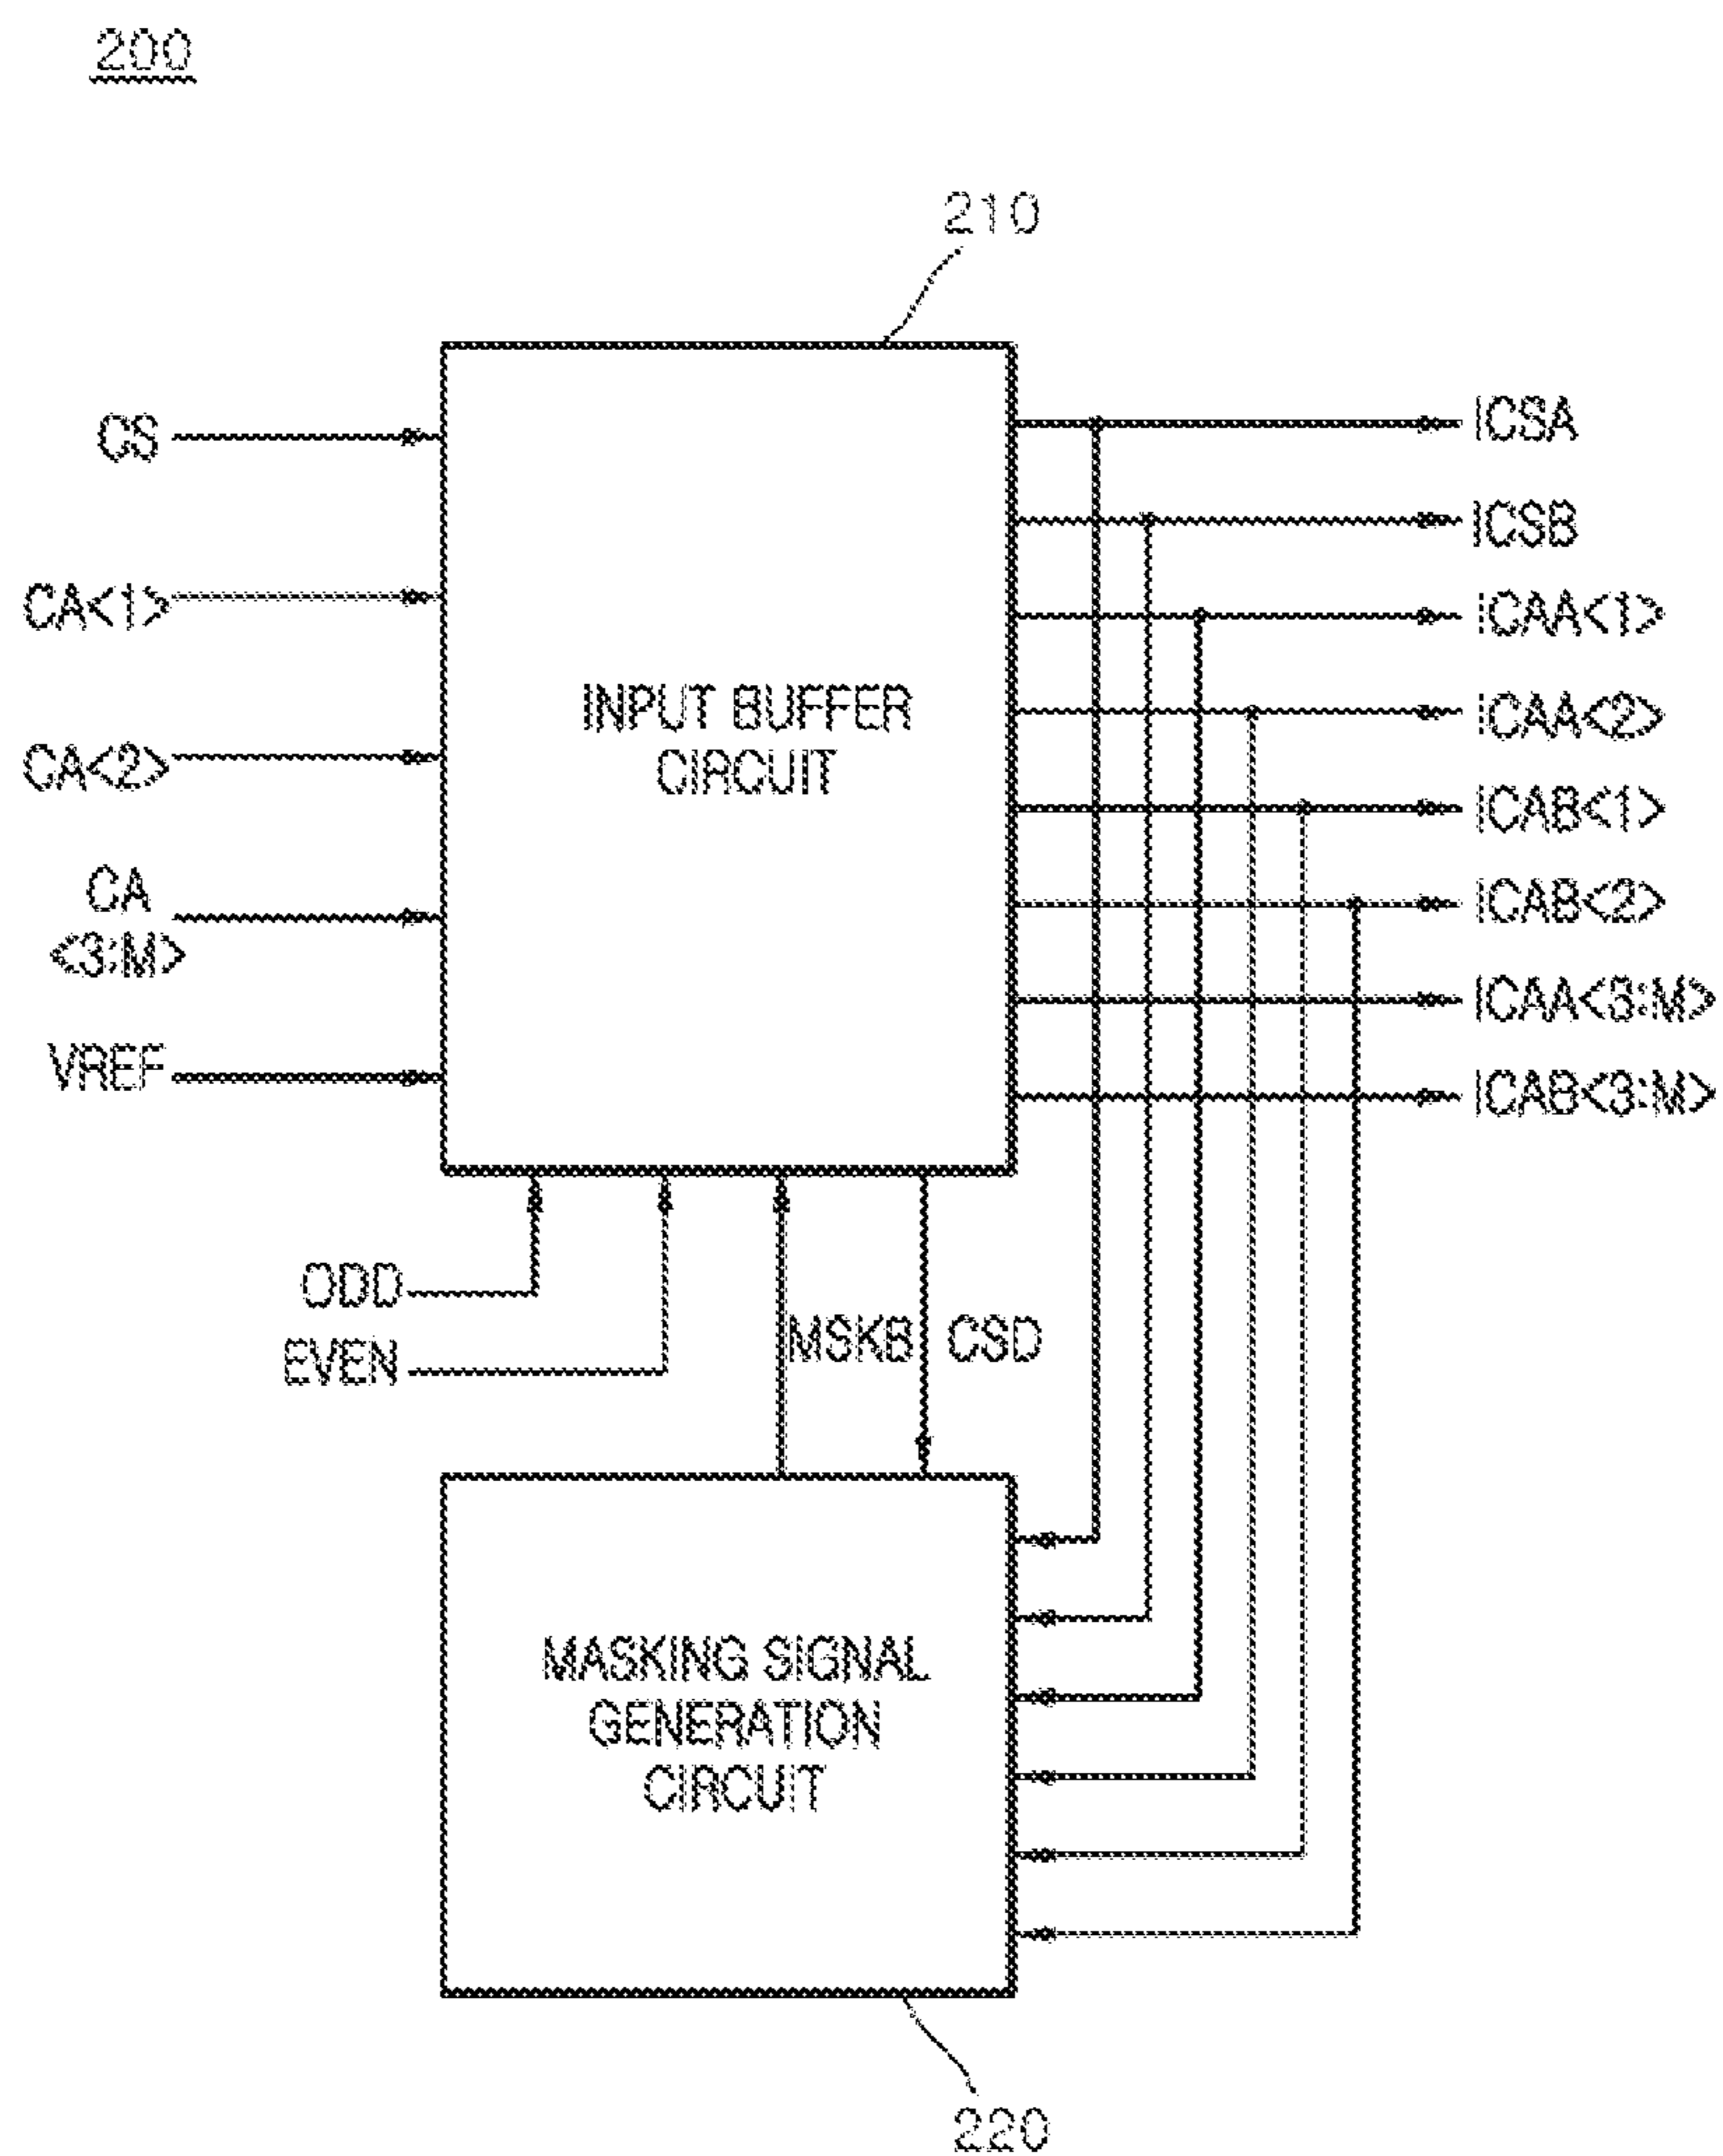 200
210
CS
CA<1>
CA<2>
CA
<3:M>
VREF
INPUT BUFFER
CIRCUIT
ICSA
ICSB
ICAA<1>
ICAA<2>
ICAB<1>
ICAB<2>
ICAA<3:M>
ICAB<3:M>
ODD
EVEN
MSKB
CSD
MASKING SIGNAL
GENERATION
CIRCUIT
220